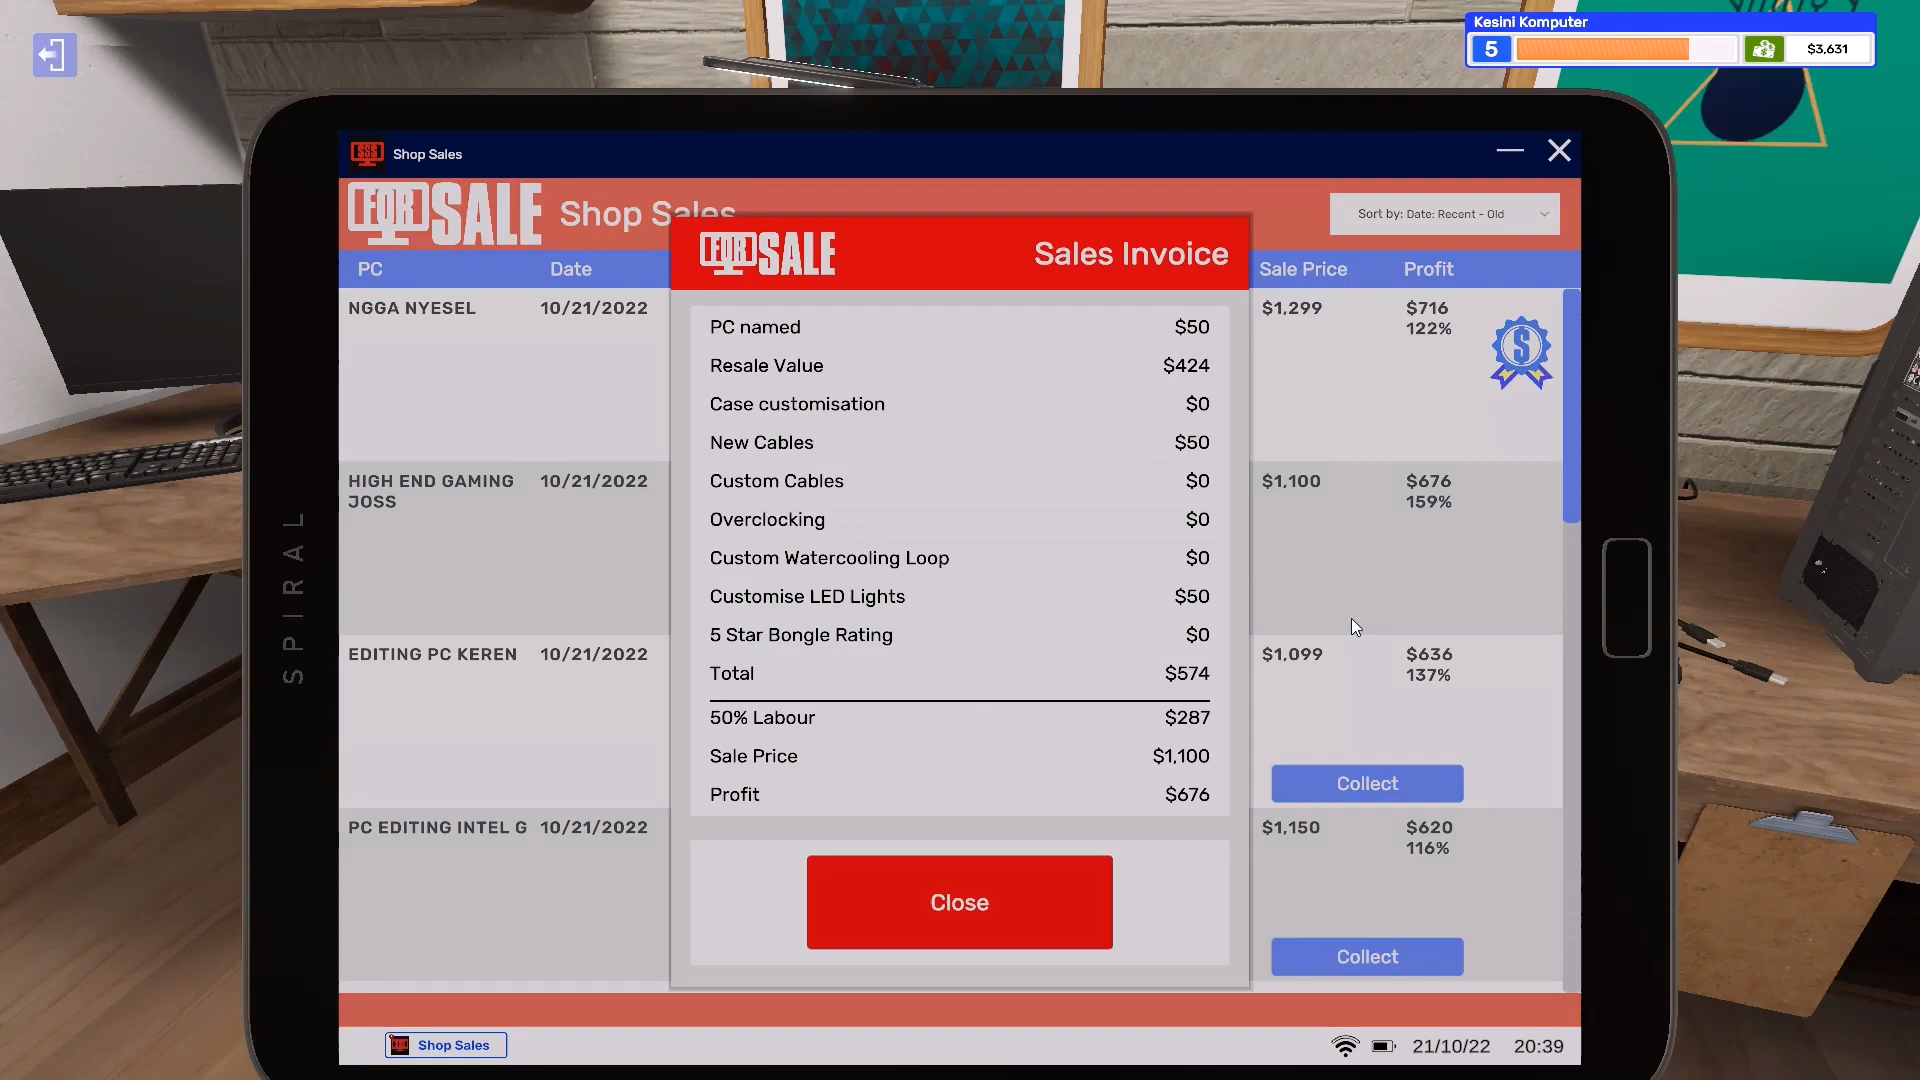 Kesini Komputer
5
$3,631
Shop Sales
FOR SALE Shop Sales
Sort by: Date: Recent - Old
FOR SALE Sales Invoice
PC Date Sale Price Profit
NGGA NYESEL 10/21/2022 $1,299 $716
122%
HIGH END GAMING JOSS 10/21/2022 $1,100 $676
159%
EDITING PC KEREN 10/21/2022 $1,099 $636
137%
Collect
PC EDITING INTEL G 10/21/2022 $1,150 $620
116%
Collect
PC named $50
Resale Value $424
Case customisation $0
New Cables $50
Custom Cables $0
Overclocking $0
Custom Watercooling Loop $0
Customise LED Lights $50
5 Star Bongle Rating $0
Total $574
50% Labour $287
Sale Price $1,100
Profit $676
Close
SPIRAL
Shop Sales
21/10/22 20:39